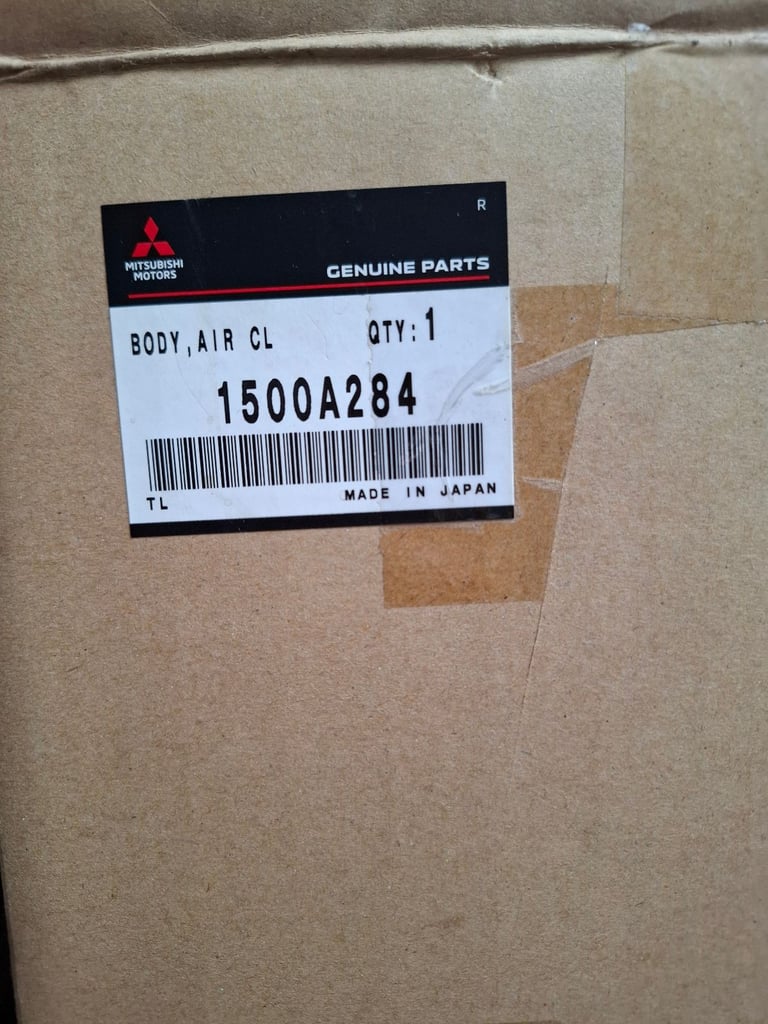 R
MITSUBISHI
MOTORS
GENUINE PARTS
BODY,AIR CL QTY:1
1500A284
TL MADE IN JAPAN